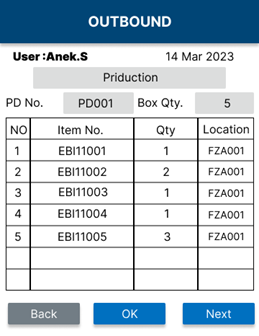 OUTBOUND
User :Anek.S 14 Mar 2023
Priduction
PD No. PD001 Box Qty. 5
NO Item No. Qty Location
1 EBI11001 1 FZA001
2 EBI11002 2 FZA001
3 EBI11003 1 FZA001
4 EBI11004 1 FZA001
5 EBI11005 3 FZA001
Back OK Next